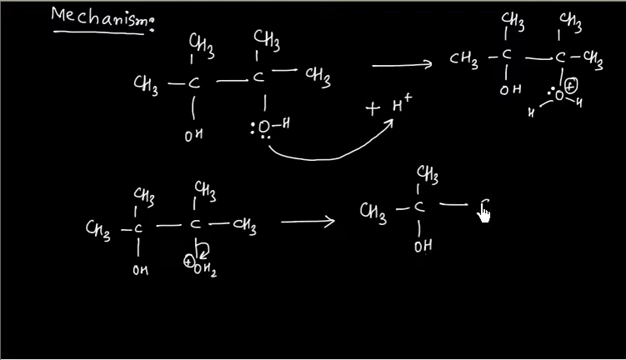 Mechanism:
CH3 CH3 CH3 CH3
CH3 - C - C - CH3 → CH3 - C - C - CH3
OH :O-H + H+ OH :O⊕ H H
CH3 CH3 CH3
CH3 - C - C - CH3 → CH3 - C - C
OH ⊕OH2 OH